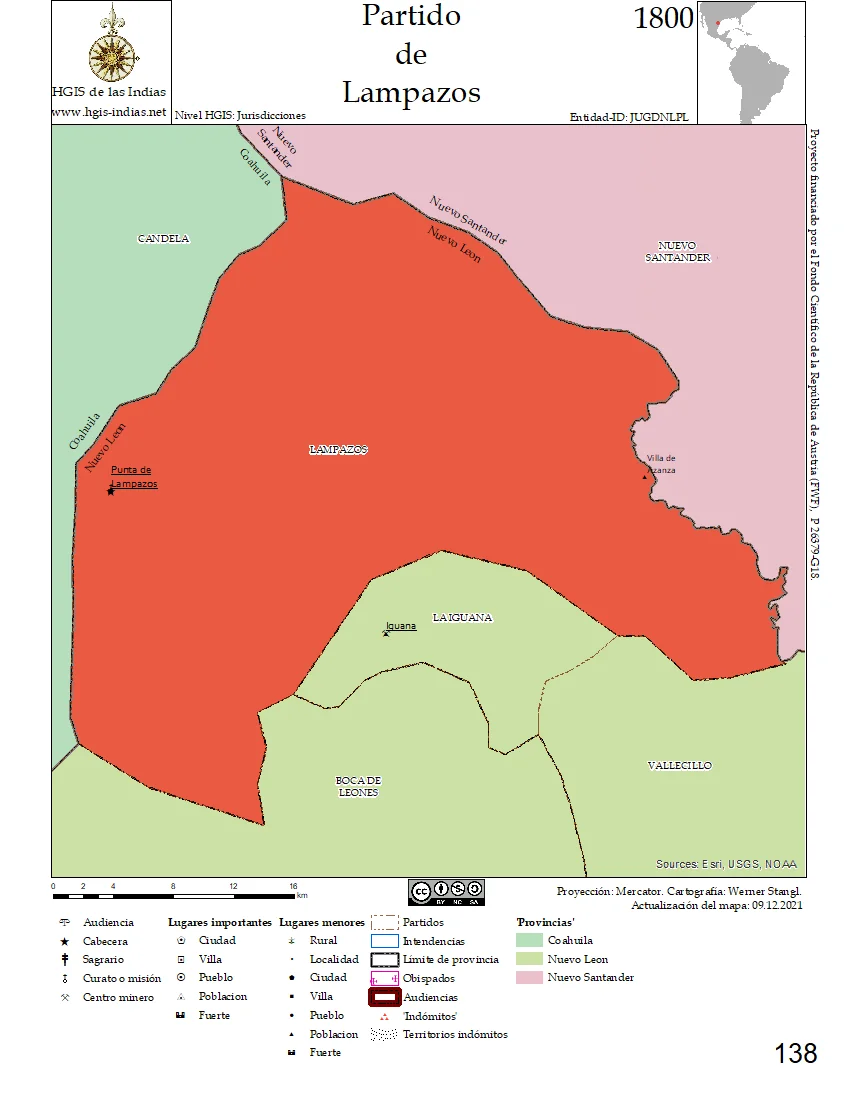 Partido
de
Lampazos
1800
HGIS de las Indias
www.hgis-indias.net
Nivel HGIS: Jurisdicciones
Entidad-ID: JUGDNLPL
Proyecto financiado por el Fondo Científico de la República de Austria (FWF), P 26379-G18.
Nuevo
Santander
Coahuila
CANDELA
Nuevo Santander
Nuevo Leon
NUEVO
SANTANDER
Coahuila
Nuevo Leon
LAMPAZOS
Punta de
Lampazos
Villa de
Azanza
LA IGUANA
Iguana
BOCA DE
LEONES
VALLECILLO
Sources: Esri, USGS, NOAA
0 2 4 8 12 16
km
cc
BY NC SA
Proyección: Mercator. Cartografía: Werner Stangl.
Actualización del mapa: 09.12.2021
Audiencia
Cabecera
Sagrario
Curato o misión
Centro minero
Lugares importantes
Ciudad
Villa
Pueblo
Poblacion
Fuerte
Lugares menores
Rural
Localidad
Ciudad
Villa
Pueblo
Poblacion
Fuerte
Partidos
Intendencias
Límite de provincia
Obispados
Audiencias
'Indómitos'
Territorios indómitos
'Provincias'
Coahuila
Nuevo Leon
Nuevo Santander
138